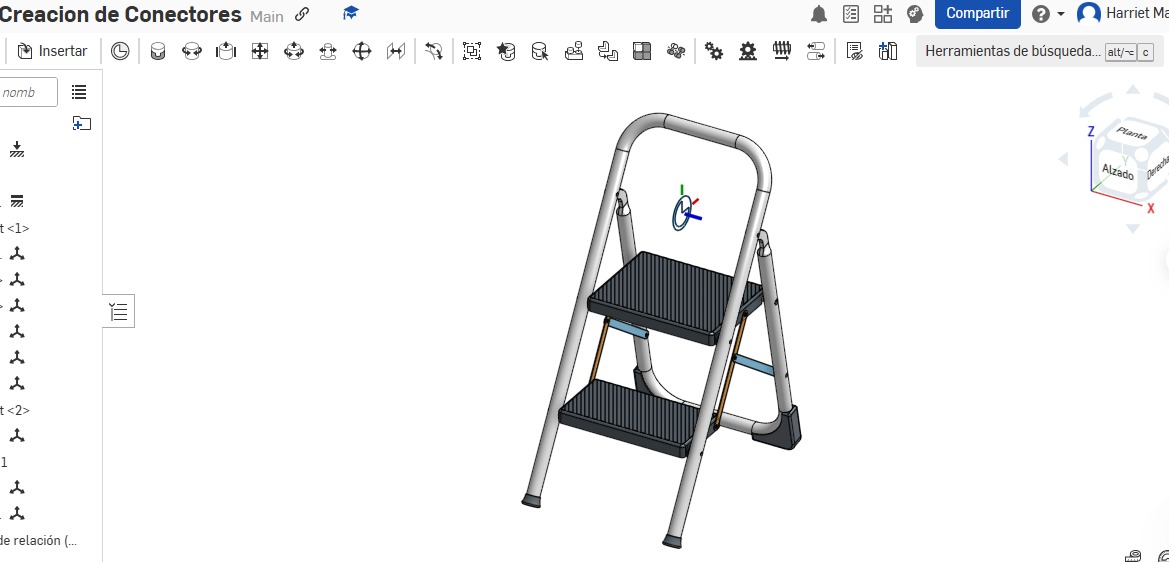 Creacion de Conectores Main
Compartir
Harriet Ma
Insertar
Herramientas de búsqueda... alt/⌥ c
nomb
t <1>
t <2>
1
de relación (...
Z
Planta
Y
Alzado
Derecha
X